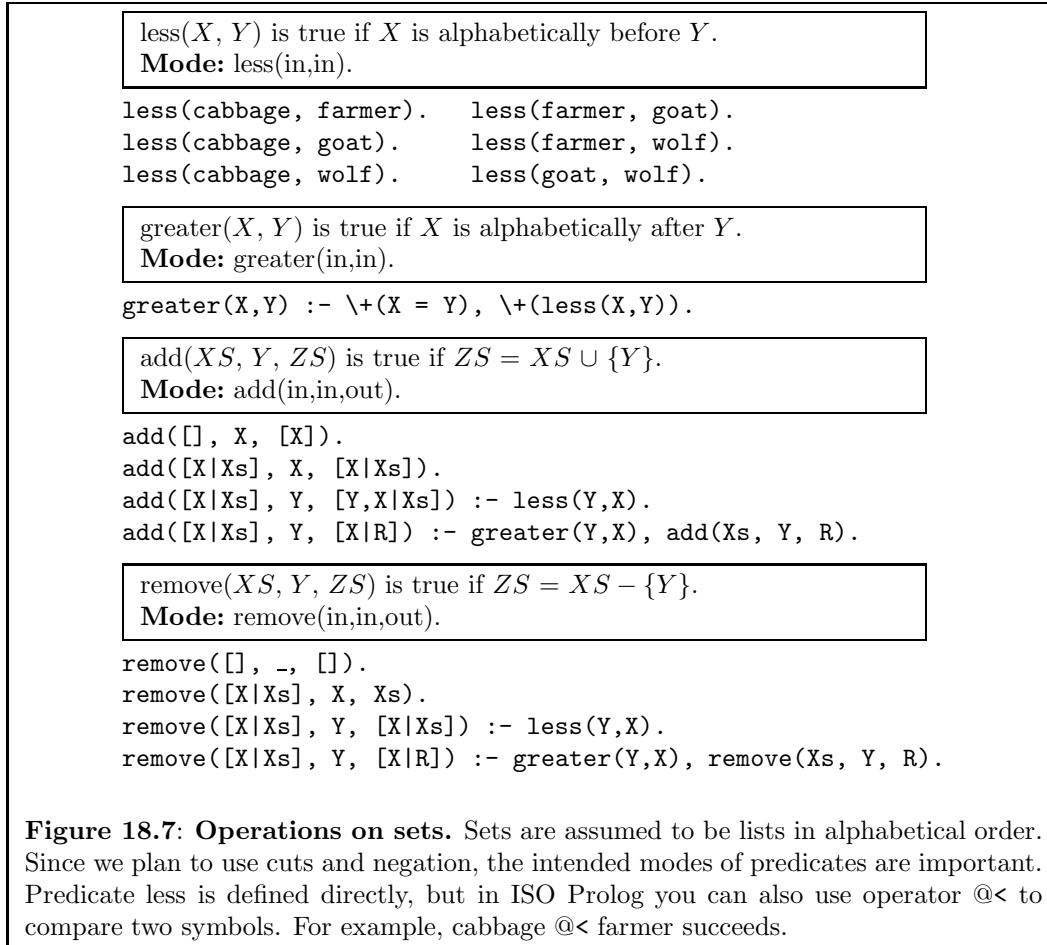 less(X, Y) is true if X is alphabetically before Y.
Mode: less(in,in).
less(cabbage, farmer). less(farmer, goat).
less(cabbage, goat). less(farmer, wolf).
less(cabbage, wolf). less(goat, wolf).
greater(X, Y) is true if X is alphabetically after Y.
Mode: greater(in,in).
greater(X,Y) :- \+(X = Y), \+(less(X,Y)).
add(XS, Y, ZS) is true if ZS = XS ∪ {Y}.
Mode: add(in,in,out).
add([], X, [X]).
add([X|Xs], X, [X|Xs]).
add([X|Xs], Y, [Y,X|Xs]) :- less(Y,X).
add([X|Xs], Y, [X|R]) :- greater(Y,X), add(Xs, Y, R).
remove(XS, Y, ZS) is true if ZS = XS − {Y}.
Mode: remove(in,in,out).
remove([], _, []).
remove([X|Xs], X, Xs).
remove([X|Xs], Y, [X|Xs]) :- less(Y,X).
remove([X|Xs], Y, [X|R]) :- greater(Y,X), remove(Xs, Y, R).
Figure 18.7: Operations on sets. Sets are assumed to be lists in alphabetical order.
Since we plan to use cuts and negation, the intended modes of predicates are important.
Predicate less is defined directly, but in ISO Prolog you can also use operator @< to
compare two symbols. For example, cabbage @< farmer succeeds.